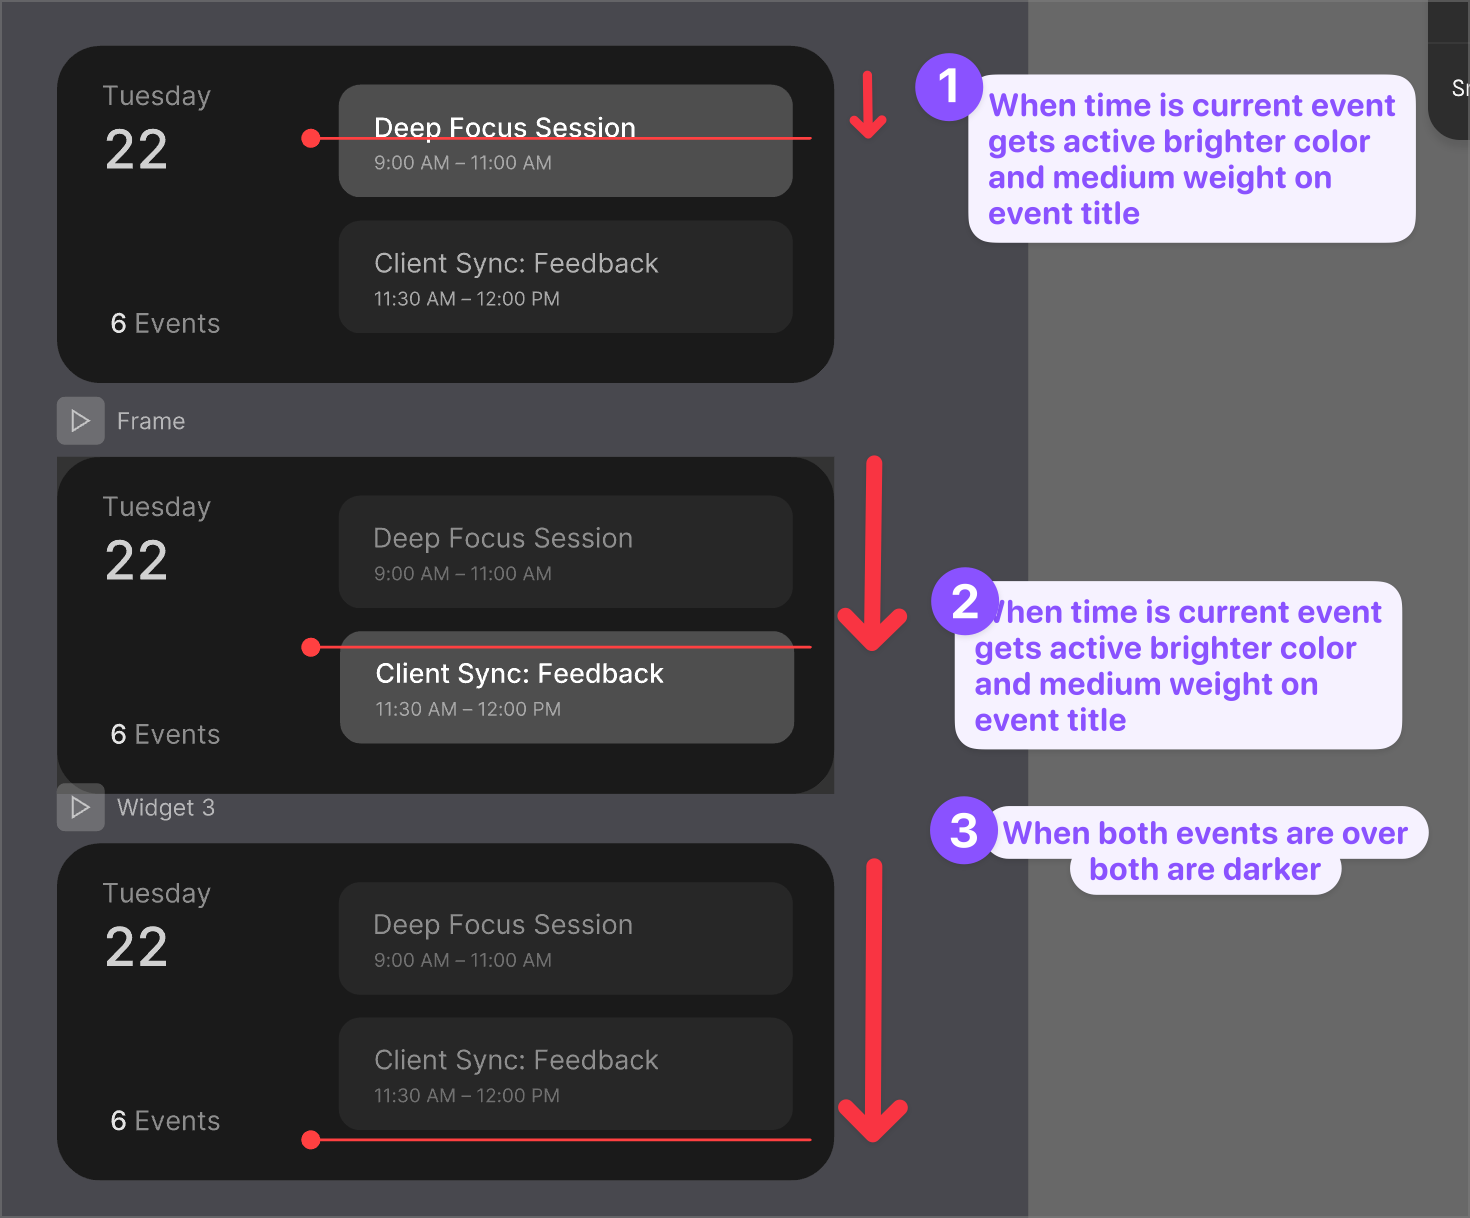 Tuesday
22
Deep Focus Session
9:00 AM – 11:00 AM
Client Sync: Feedback
11:30 AM – 12:00 PM
6 Events
1
When time is current event
gets active brighter color
and medium weight on
event title
Frame
Tuesday
22
Deep Focus Session
9:00 AM – 11:00 AM
Client Sync: Feedback
11:30 AM – 12:00 PM
6 Events
2
When time is current event
gets active brighter color
and medium weight on
event title
Widget 3
Tuesday
22
Deep Focus Session
9:00 AM – 11:00 AM
Client Sync: Feedback
11:30 AM – 12:00 PM
6 Events
3
When both events are over
both are darker